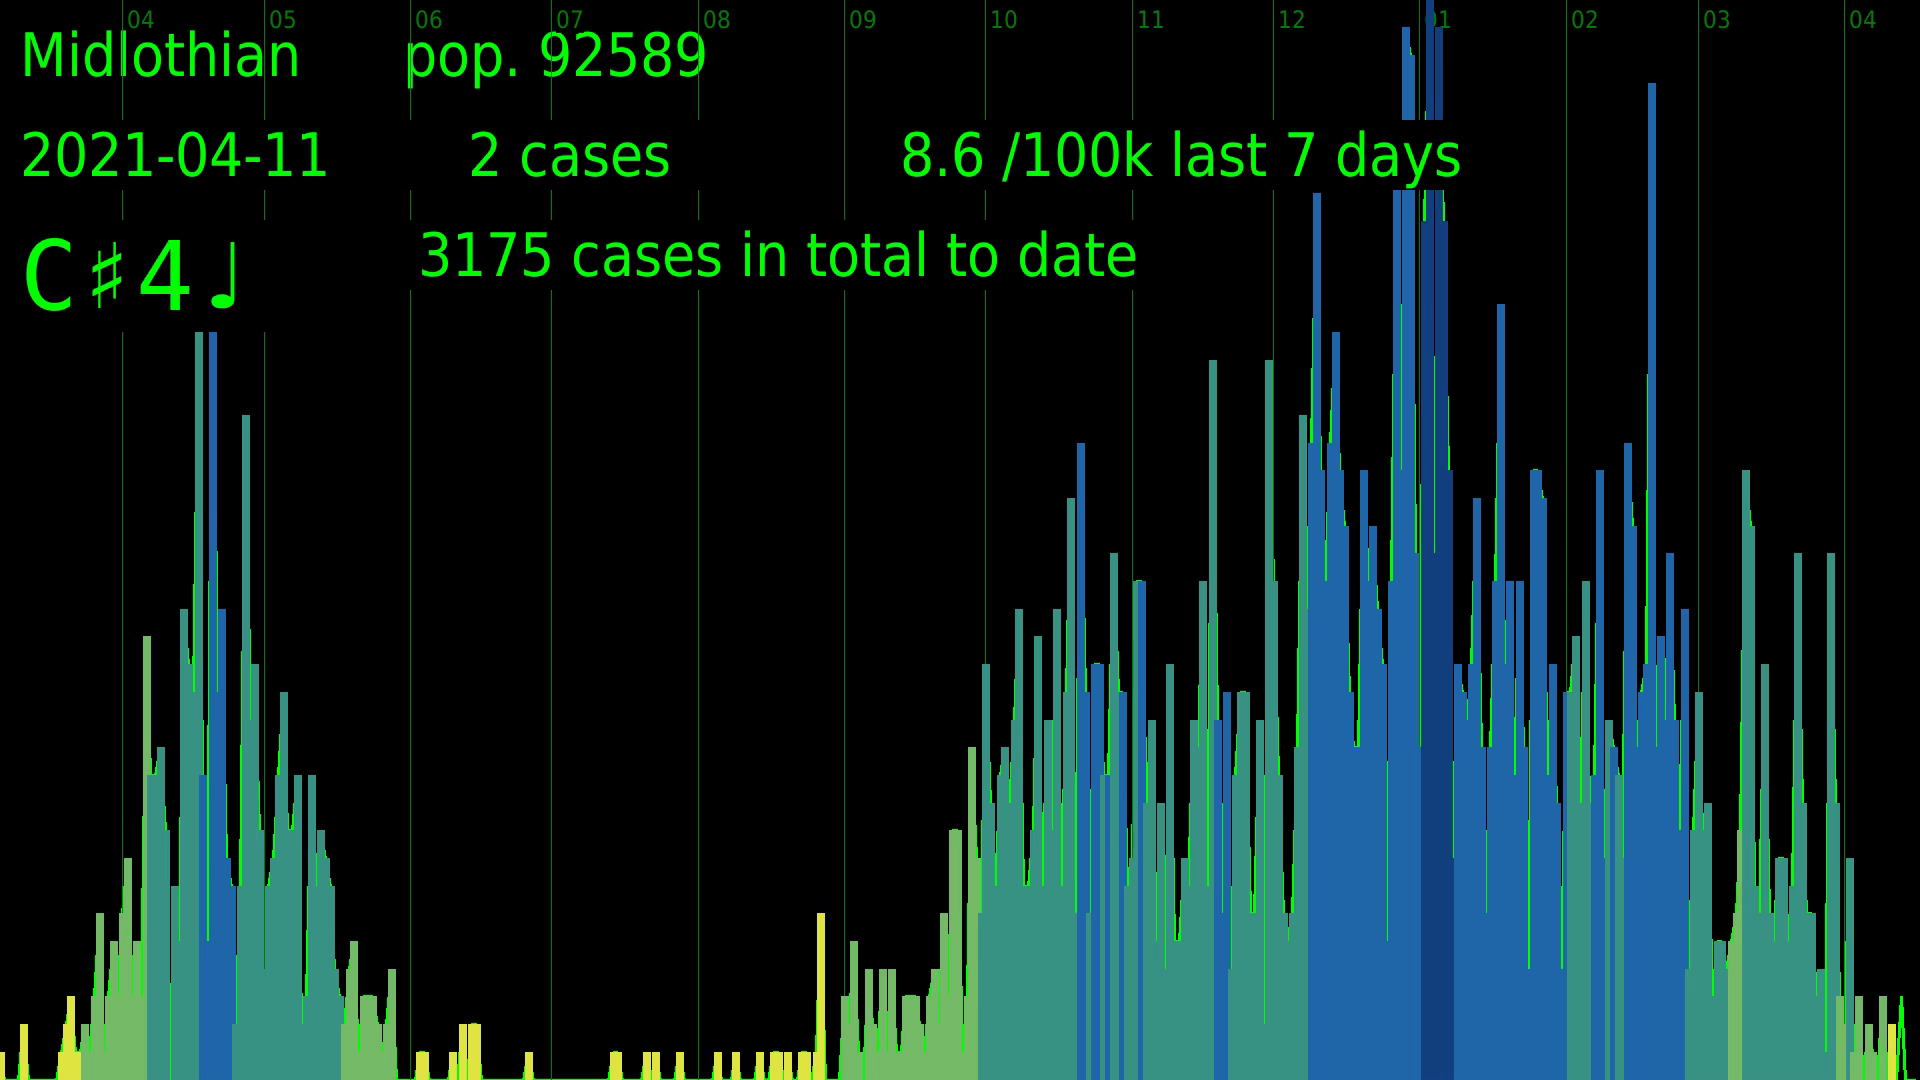 04 05 06 07 08 09 10 11 12 01 02 03 04
Midlothian pop. 92589
2021-04-11 2 cases 8.6 /100k last 7 days
C♯4♩ 3175 cases in total to date